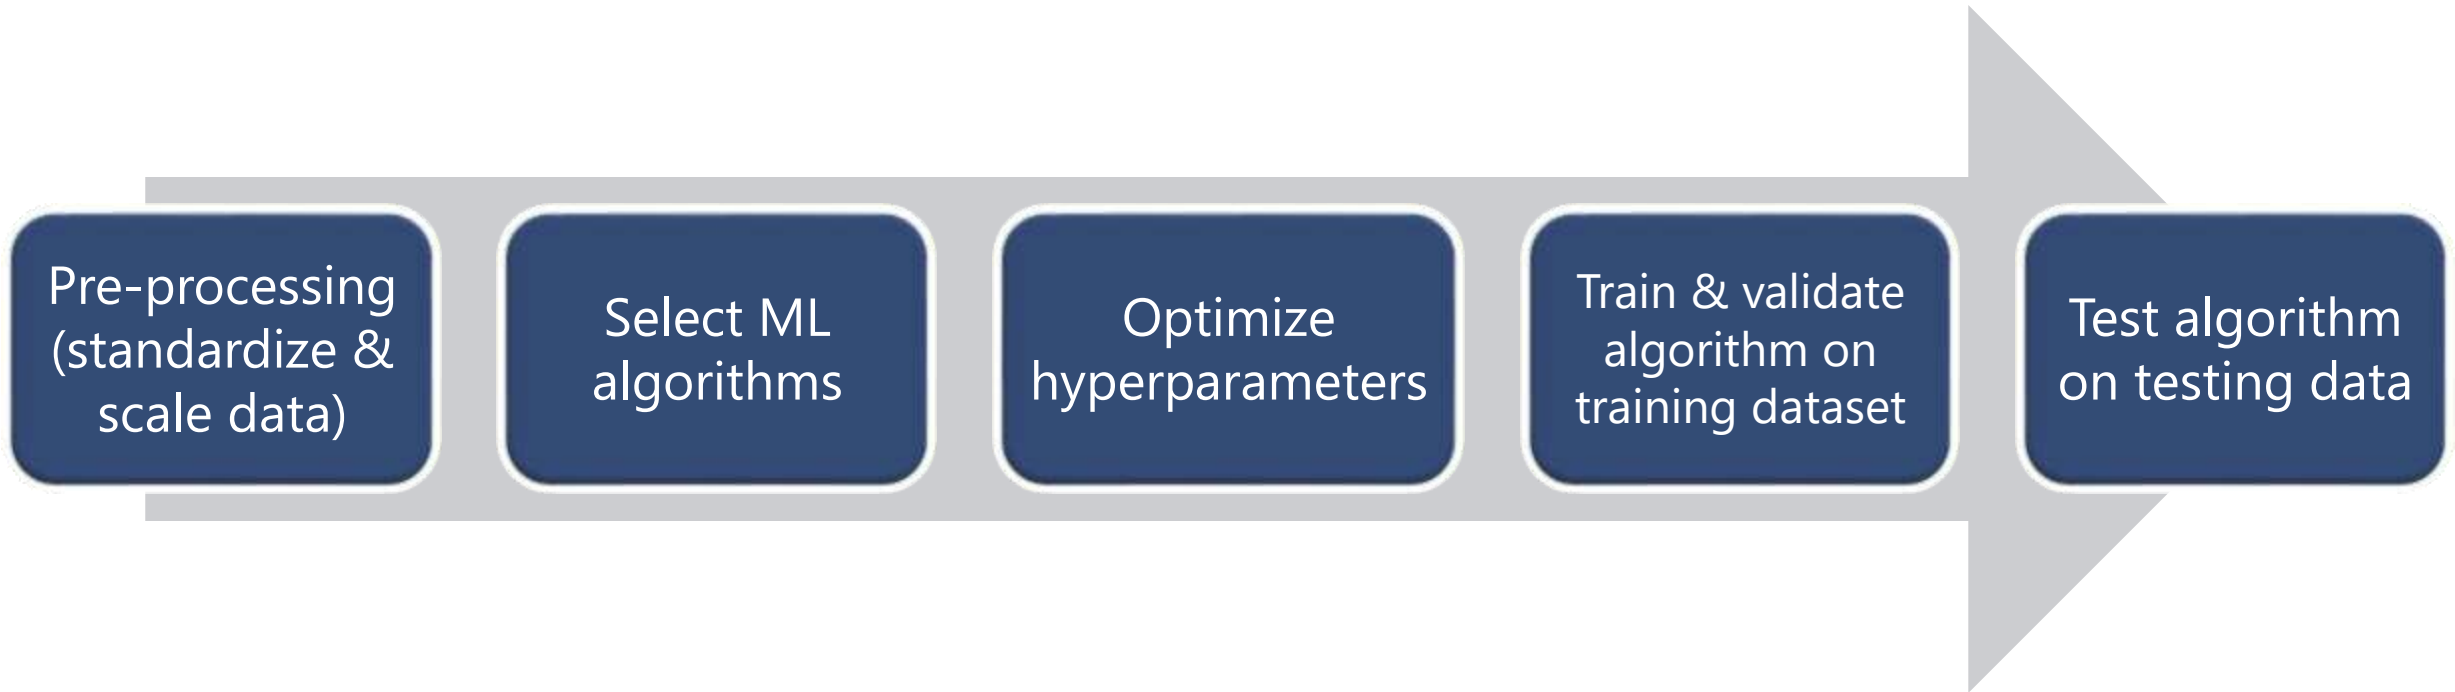 Pre-processing
(standardize &
scale data)
Select ML
algorithms
Optimize
hyperparameters
Train & validate
algorithm on
training dataset
Test algorithm
on testing data